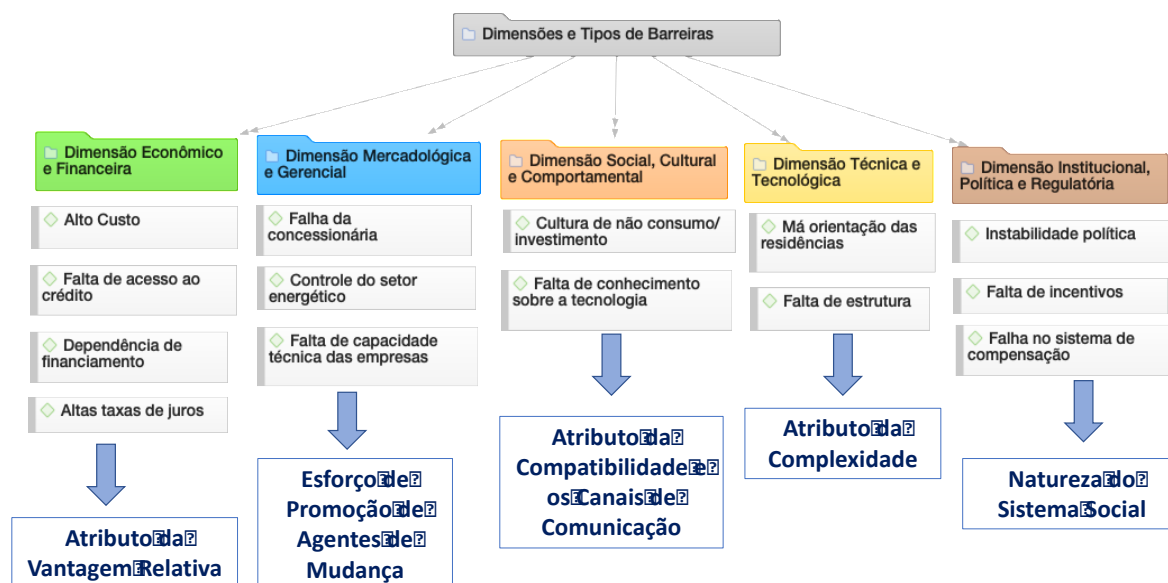 Dimensões e Tipos de Barreiras
Dimensão Econômico
e Financeira
Alto Custo
Falta de acesso ao
crédito
Dependência de
financiamento
Altas taxas de juros
Atributo da
Vantagem Relativa
Dimensão Mercadológica
e Gerencial
Falha da
concessionária
Controle do setor
energético
Falta de capacidade
técnica das empresas
Esforço de
Promoção de
Agentes de
Mudança
Dimensão Social, Cultural
e Comportamental
Cultura de não consumo/
investimento
Falta de conhecimento
sobre a tecnologia
Atributo da
Compatibilidade e
os Canais de
Comunicação
Dimensão Técnica e
Tecnológica
Má orientação das
residências
Falta de estrutura
Atributo da
Complexidade
Dimensão Institucional,
Política e Regulatória
Instabilidade política
Falta de incentivos
Falha no sistema de
compensação
Natureza do
Sistema Social